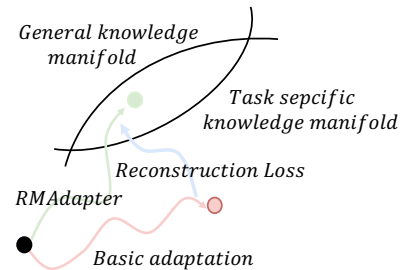 General knowledge
manifold
Task sepcific
knowledge manifold
Reconstruction Loss
RMAdapter
Basic adaptation